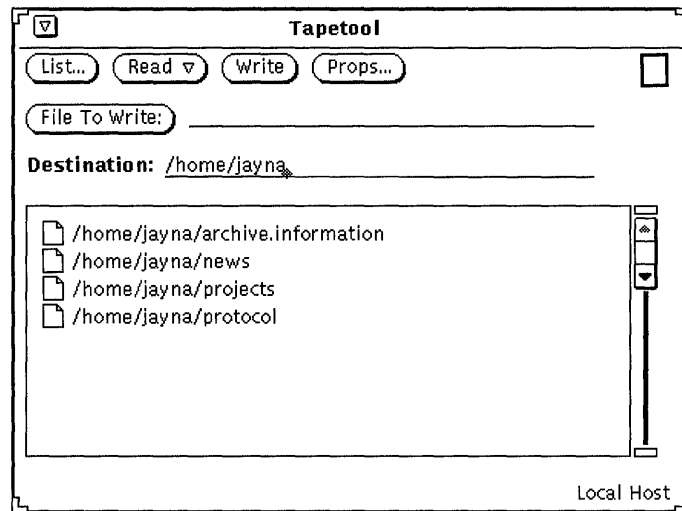 Tapetool
List... Read Write Props...
File To Write:
Destination: /home/jayna
/home/jayna/archive.information
/home/jayna/news
/home/jayna/projects
/home/jayna/protocol
Local Host